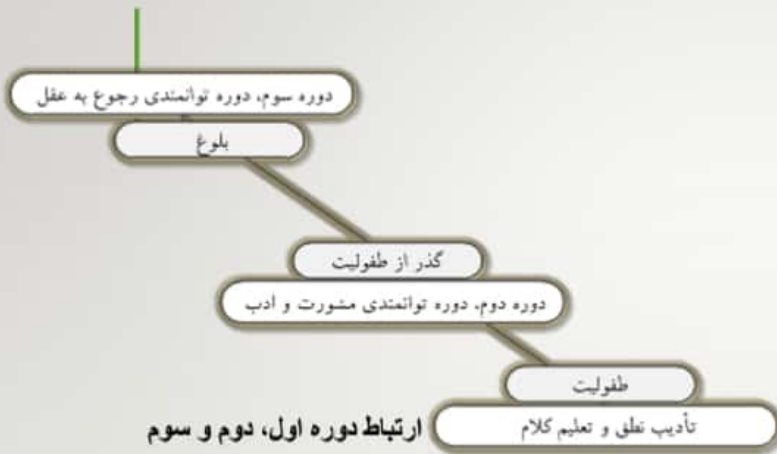 دوره سوم، دوره توانمندی رجوع به عقل
بلوغ
گذر از طفولیت
دوره دوم، دوره توانمندی مشورت و ادب
طفولیت
تأدیب نطق و تعلیم کلام
ارتباط دوره اول، دوم و سوم